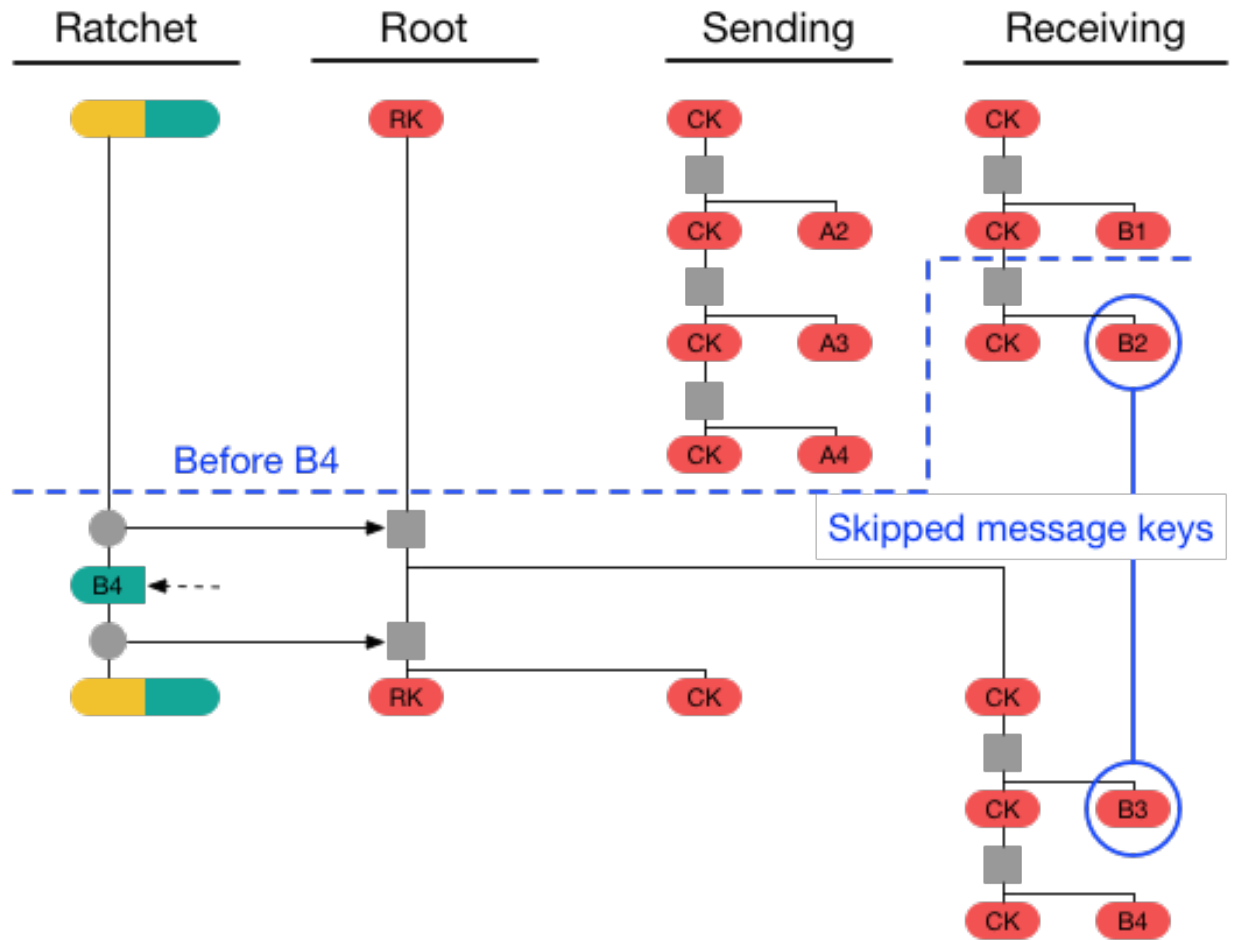 Ratchet Root Sending Receiving
RK CK CK
CK A2 CK B1
CK A3 CK B2
Before B4 CK A4
Skipped message keys
B4
RK CK CK
CK B3
CK B4